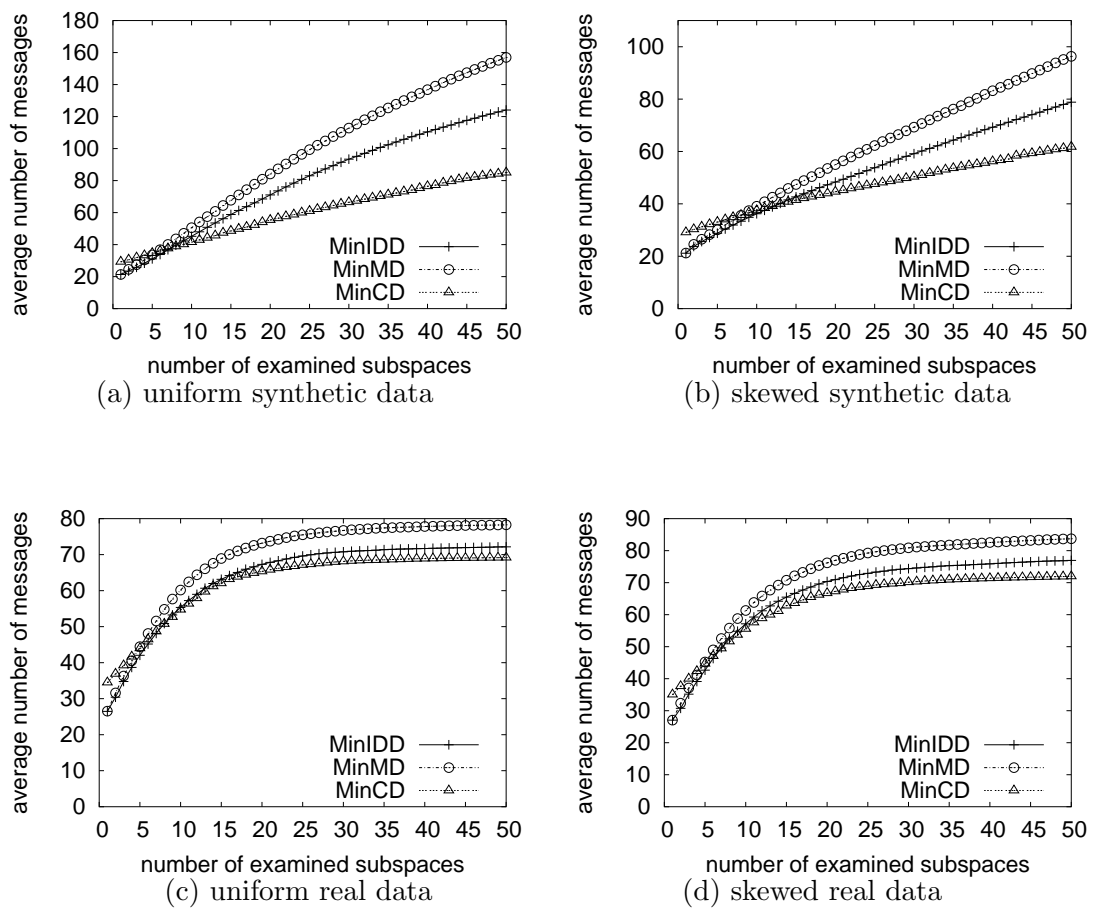 average number of messages
180
160
140
120
100
80
60
40
20
0
MinIDD
MinMD
MinCD
0 5 10 15 20 25 30 35 40 45 50
number of examined subspaces
(a) uniform synthetic data
average number of messages
100
80
60
40
20
0
MinIDD
MinMD
MinCD
0 5 10 15 20 25 30 35 40 45 50
number of examined subspaces
(b) skewed synthetic data
average number of messages
80
70
60
50
40
30
20
10
0
MinIDD
MinMD
MinCD
0 5 10 15 20 25 30 35 40 45 50
number of examined subspaces
(c) uniform real data
average number of messages
90
80
70
60
50
40
30
20
10
0
MinIDD
MinMD
MinCD
0 5 10 15 20 25 30 35 40 45 50
number of examined subspaces
(d) skewed real data